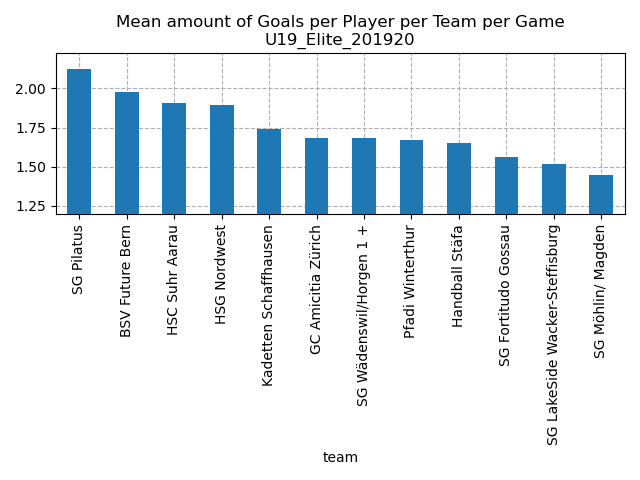 Mean amount of Goals per Player per Team per Game
U19_Elite_201920
2.00
1.75
1.50
1.25
SG Pilatus
BSV Future Bern
HSC Suhr Aarau
HSG Nordwest
Kadetten Schaffhausen
GC Amicitia Zürich
SG Wädenswil/Horgen 1 +
Pfadi Winterthur
Handball Stäfa
SG Fortitudo Gossau
SG LakeSide Wacker-Steffisburg
SG Möhlin/ Magden
team